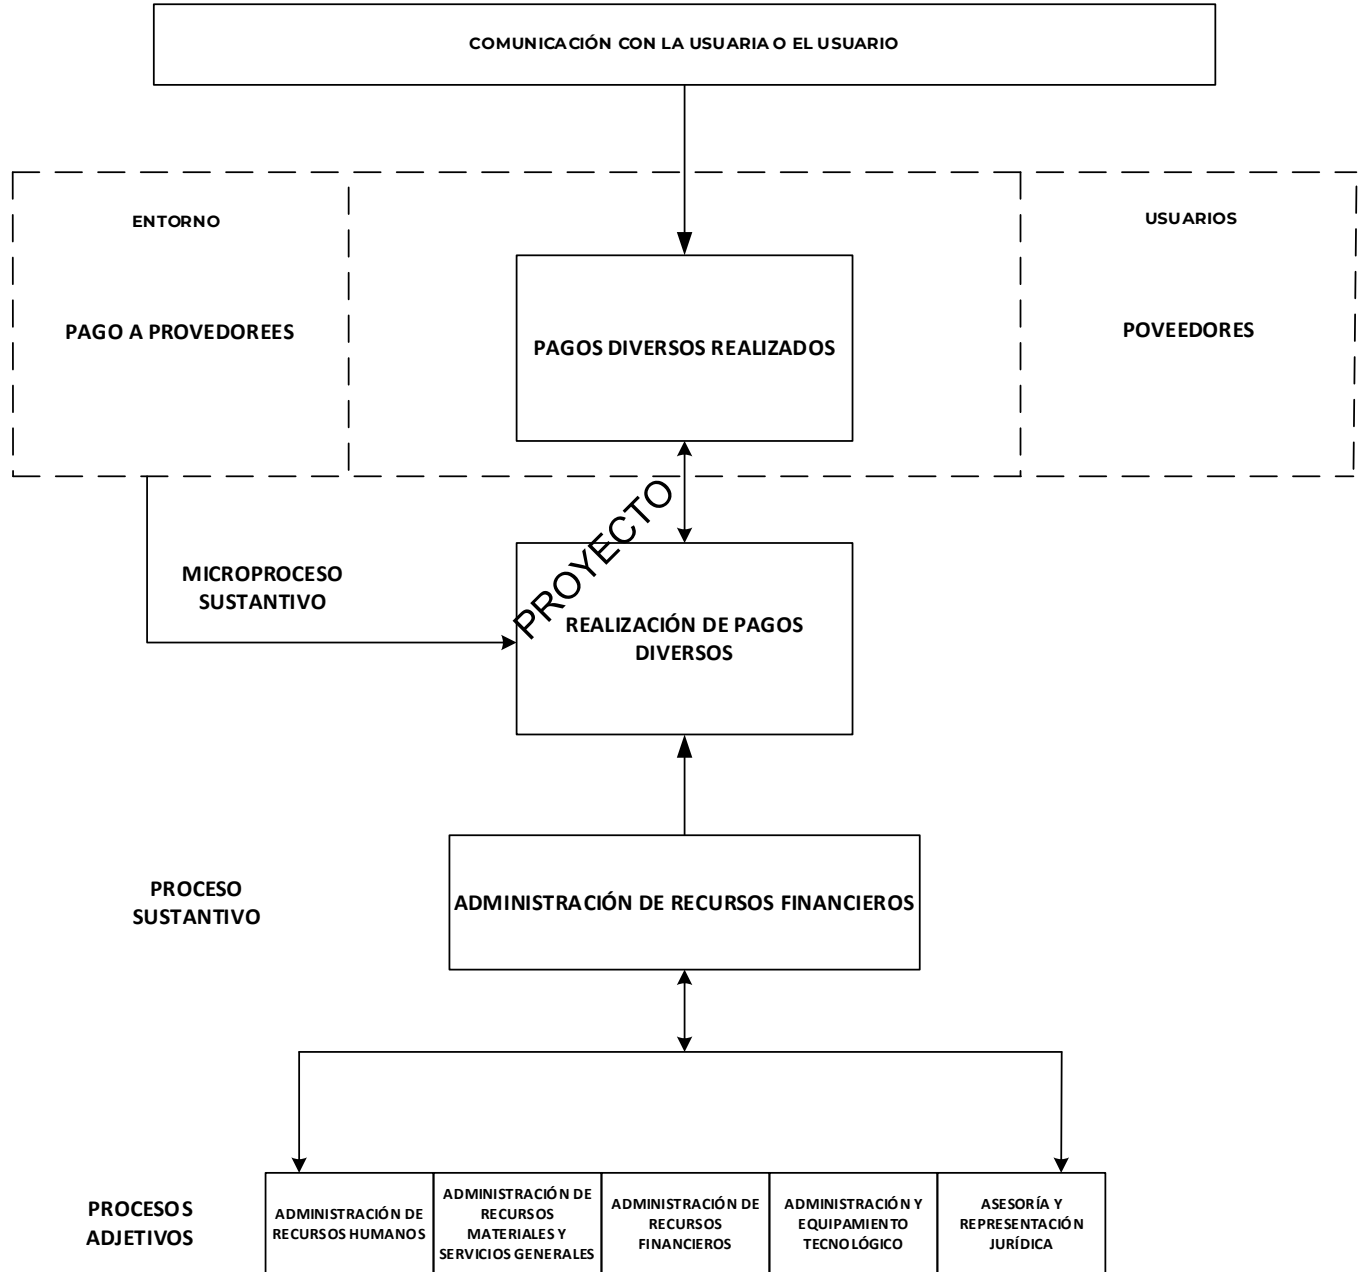 COMUNICACIÓN CON LA USUARIA O EL USUARIO
ENTORNO
USUARIOS
PAGO A PROVEDOREES
PAGOS DIVERSOS REALIZADOS
POVEEDORES
PROYECTO
MICROPROCESO
SUSTANTIVO
REALIZACIÓN DE PAGOS
DIVERSOS
PROCESO
SUSTANTIVO
ADMINISTRACIÓN DE RECURSOS FINANCIEROS
PROCESOS
ADJETIVOS
ADMINISTRACIÓN DE
RECURSOS HUMANOS
ADMINISTRACIÓN DE
RECURSOS
MATERIALES Y
SERVICIOS GENERALES
ADMINISTRACIÓN DE
RECURSOS
FINANCIEROS
ADMINISTRACIÓN Y
EQUIPAMIENTO
TECNOLÓGICO
ASESORÍA Y
REPRESENTACIÓN
JURÍDICA